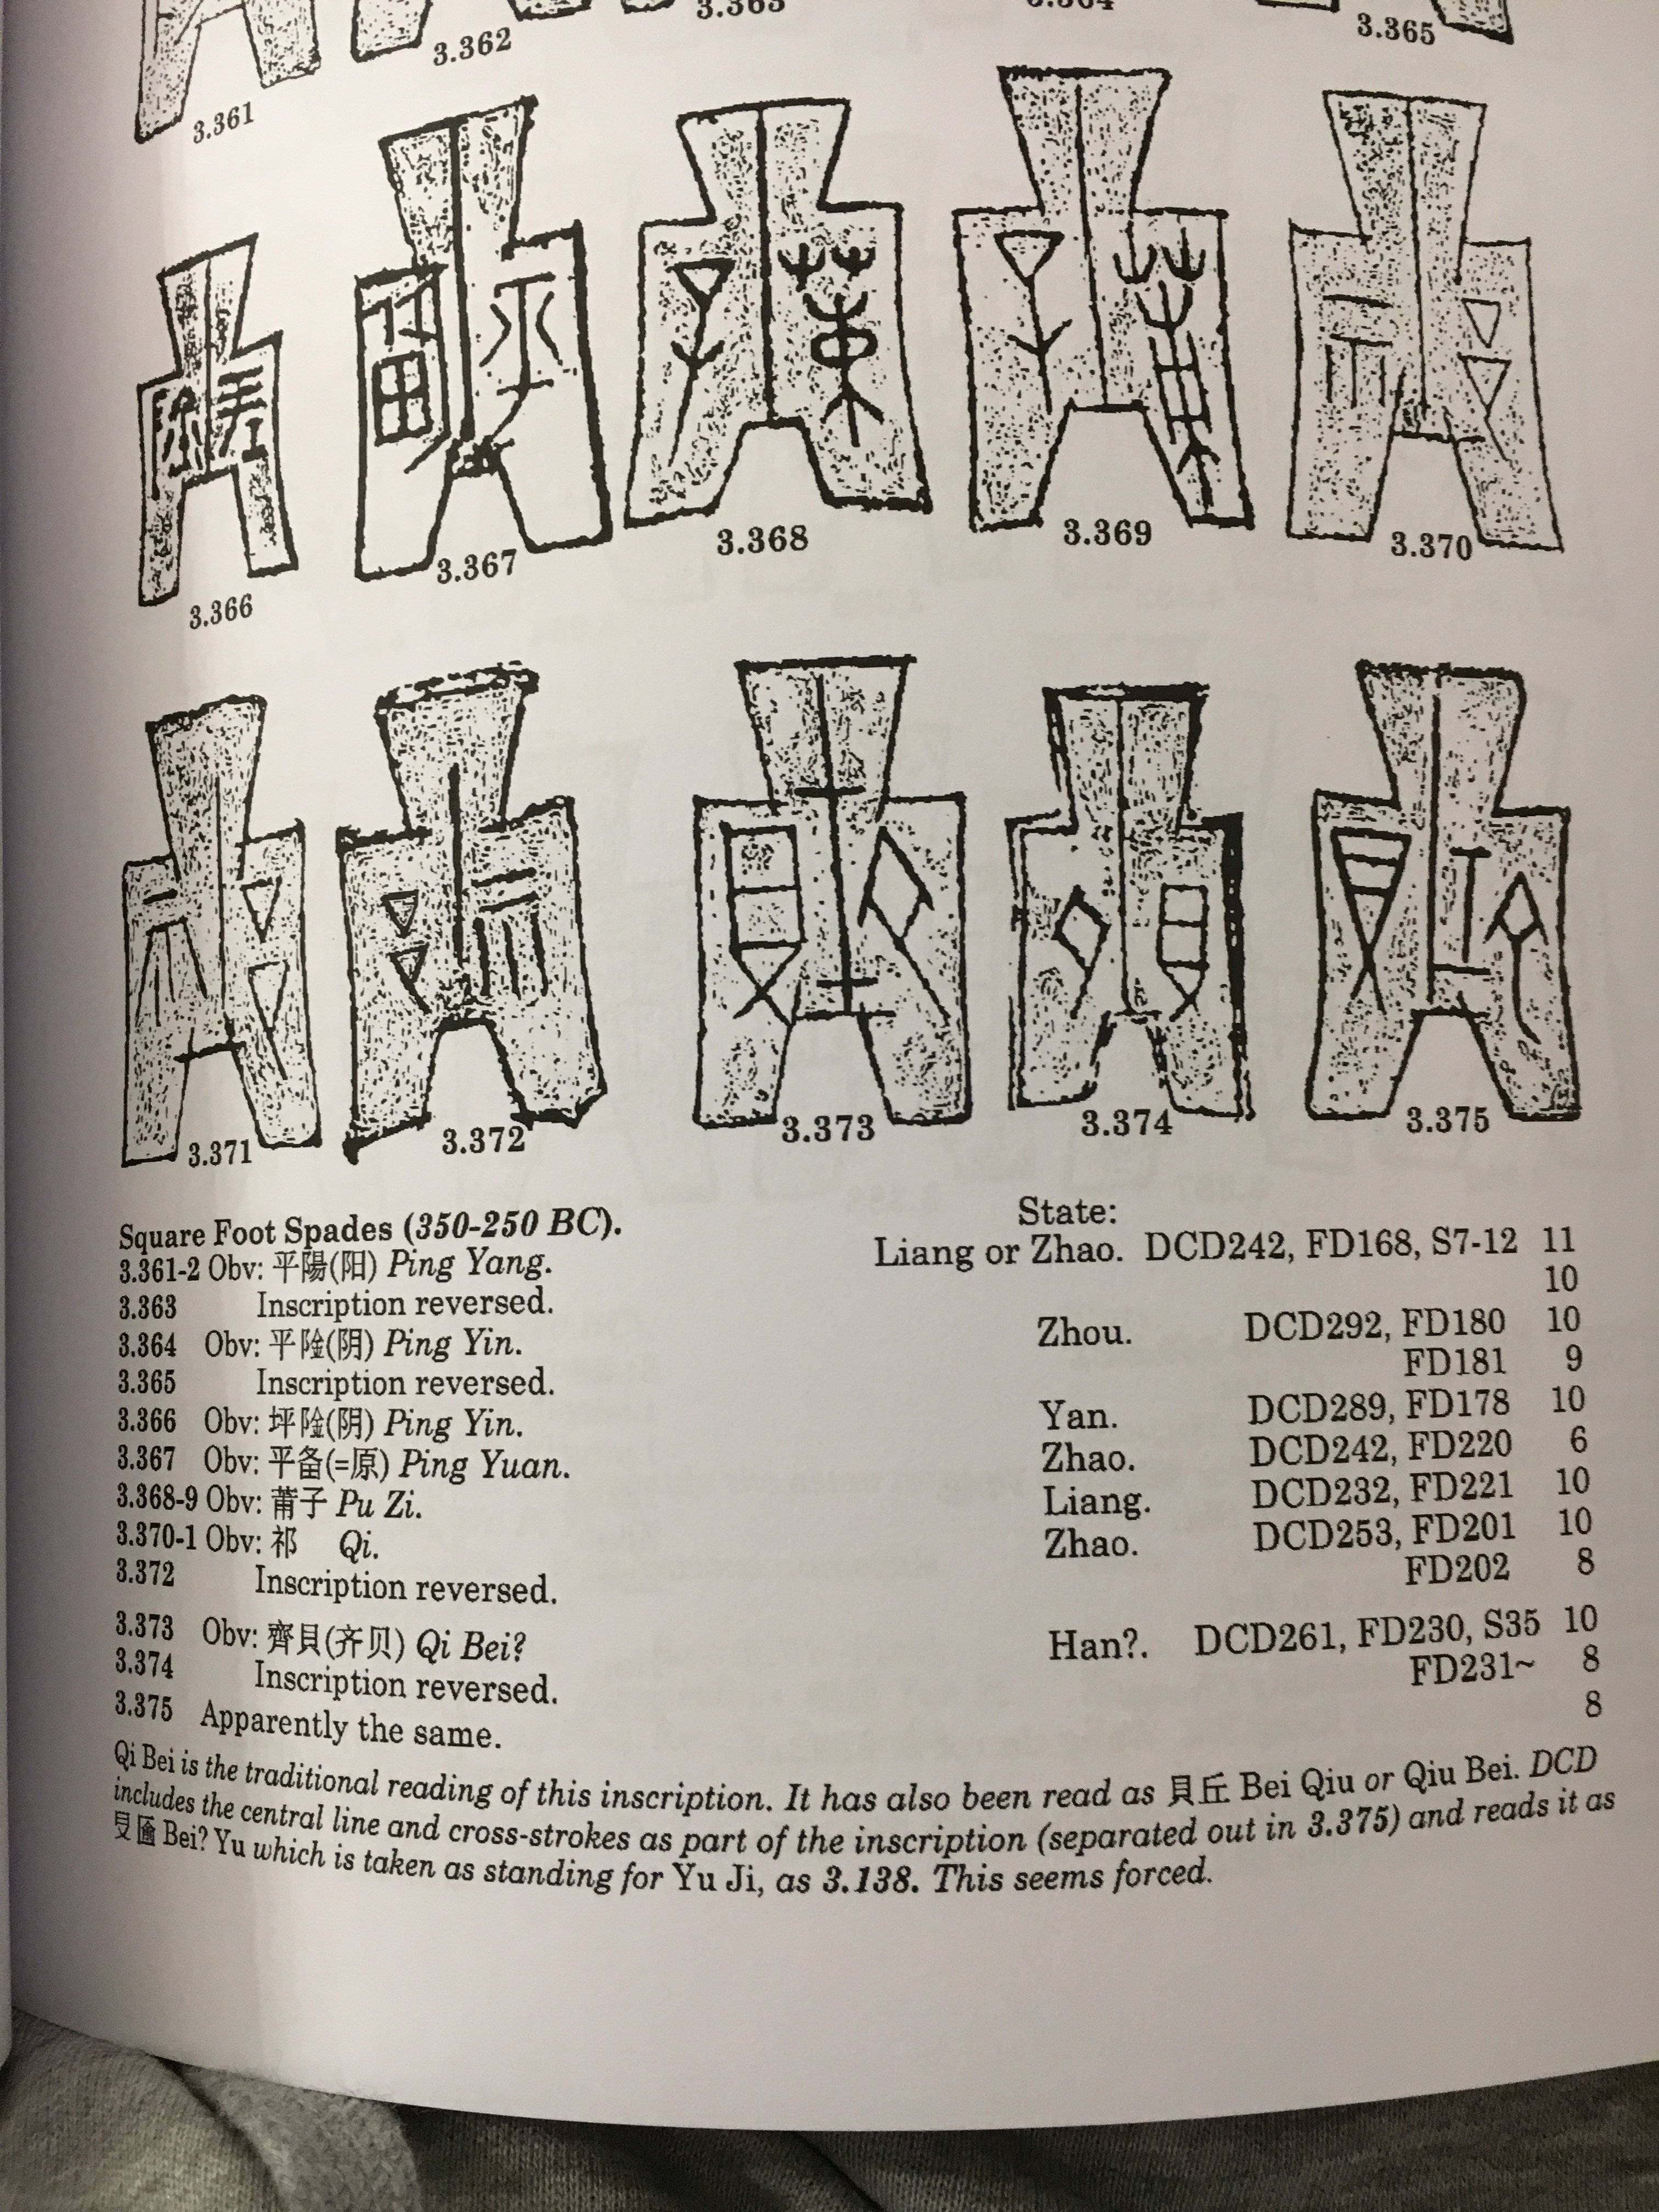 3.363
3.364
3.362
3.365
3.361
3.366
3.367
3.368
3.369
3.370
3.371
3.372
3.373
3.374
3.375
Square Foot Spades (350-250 BC). State:
3.361-2 Obv: 平陽(阳) Ping Yang. Liang or Zhao. DCD242, FD168, S7-12 11
3.363 Inscription reversed. 10
3.364 Obv: 平险(阴) Ping Yin. Zhou. DCD292, FD180 10
3.365 Inscription reversed. FD181 9
3.366 Obv: 坪险(阴) Ping Yin. Yan. DCD289, FD178 10
3.367 Obv: 平备(=原) Ping Yuan. Zhao. DCD242, FD220 6
3.368-9 Obv: 莆子 Pu Zi. Liang. DCD232, FD221 10
3.370-1 Obv: 祁 Qi. Zhao. DCD253, FD201 10
3.372 Inscription reversed. FD202 8
3.373 Obv: 齊貝(齐贝) Qi Bei? Han?. DCD261, FD230, S35 10
3.374 Inscription reversed. FD231~ 8
3.375 Apparently the same. 8
Qi Bei is the traditional reading of this inscription. It has also been read as 貝丘 Bei Qiu or Qiu Bei. DCD
includes the central line and cross-strokes as part of the inscription (separated out in 3.375) and reads it as
Bei? Yu which is taken as standing for Yu Ji, as 3.138. This seems forced.